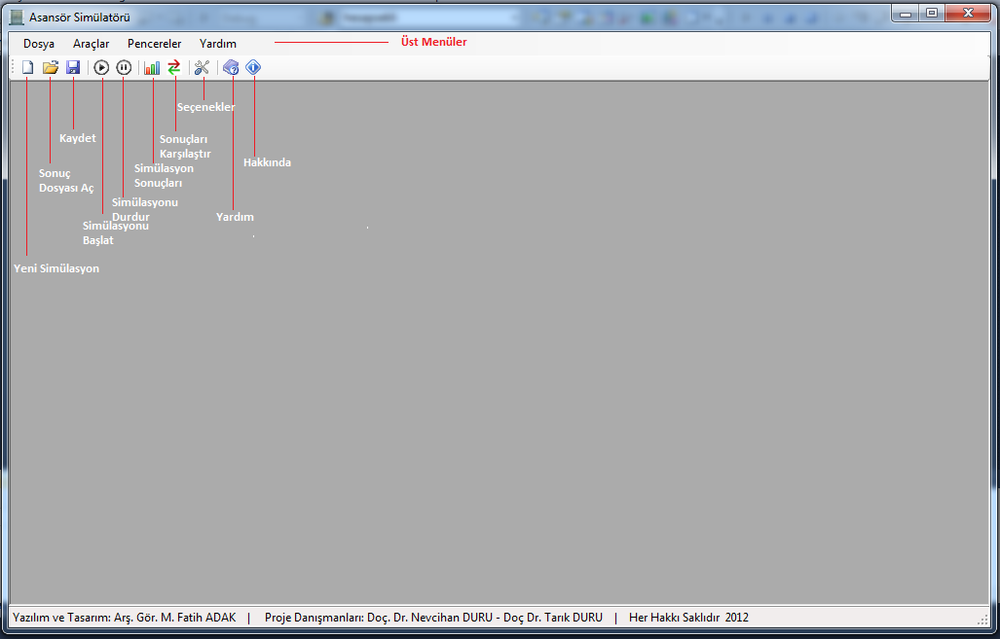 Asansör Simülatörü
Dosya Araçlar Pencereler Yardım
Üst Menüler
Seçenekler
Kaydet
Sonuçları
Karşılaştır
Hakkında
Simülasyon
Sonuçları
Sonuç
Dosyası Aç
Simülasyonu
Durdur
Yardım
Simülasyonu
Başlat
Yeni Simülasyon
Yazılım ve Tasarım: Arş. Gör. M. Fatih ADAK | Proje Danışmanları: Doç. Dr. Nevcihan DURU - Doç Dr. Tarık DURU | Her Hakkı Saklıdır 2012